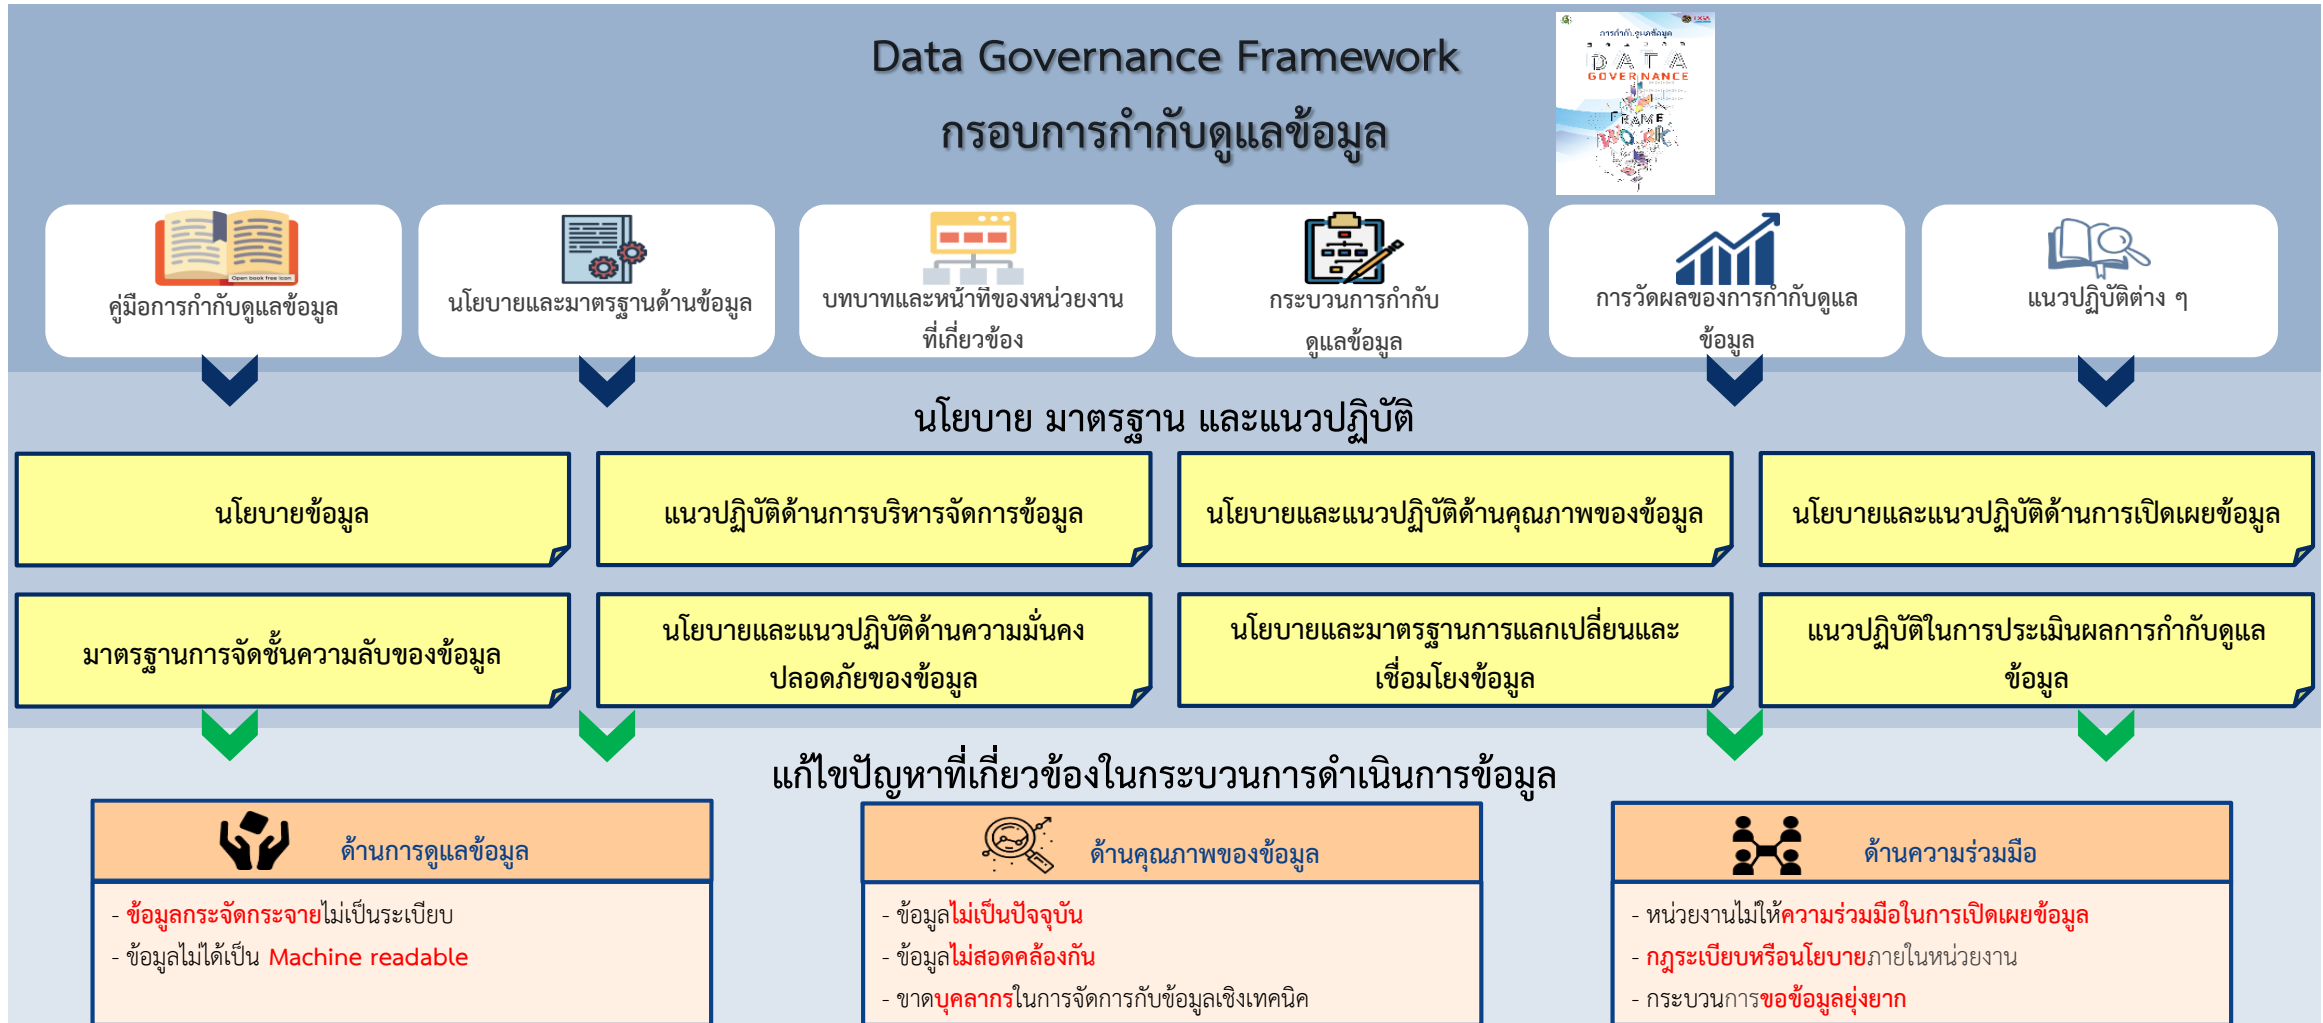 Data Governance Framework
กรอบการกำกับดูแลข้อมูล
การกำกับดูแลข้อมูล
DATA
GOVERNANCE
FRAME
WORK
Open book free icon
คู่มือการกำกับดูแลข้อมูล
นโยบายและมาตรฐานด้านข้อมูล
บทบาทและหน้าที่ของหน่วยงาน
ที่เกี่ยวข้อง
กระบวนการกำกับ
ดูแลข้อมูล
การวัดผลของการกำกับดูแล
ข้อมูล
แนวปฏิบัติต่าง ๆ
นโยบาย มาตรฐาน และแนวปฏิบัติ
นโยบายข้อมูล
แนวปฏิบัติด้านการบริหารจัดการข้อมูล
นโยบายและแนวปฏิบัติด้านคุณภาพของข้อมูล
นโยบายและแนวปฏิบัติด้านการเปิดเผยข้อมูล
มาตรฐานการจัดชั้นความลับของข้อมูล
นโยบายและแนวปฏิบัติด้านความมั่นคง
ปลอดภัยของข้อมูล
นโยบายและมาตรฐานการแลกเปลี่ยนและ
เชื่อมโยงข้อมูล
แนวปฏิบัติในการประเมินผลการกำกับดูแล
ข้อมูล
แก้ไขปัญหาที่เกี่ยวข้องในกระบวนการดำเนินการข้อมูล
ด้านการดูแลข้อมูล
- ข้อมูลกระจัดกระจายไม่เป็นระเบียบ
- ข้อมูลไม่ได้เป็น Machine readable
ด้านคุณภาพของข้อมูล
- ข้อมูลไม่เป็นปัจจุบัน
- ข้อมูลไม่สอดคล้องกัน
- ขาดบุคลากรในการจัดการกับข้อมูลเชิงเทคนิค
ด้านความร่วมมือ
- หน่วยงานไม่ให้ความร่วมมือในการเปิดเผยข้อมูล
- กฎระเบียบหรือนโยบายภายในหน่วยงาน
- กระบวนการขอข้อมูลยุ่งยาก